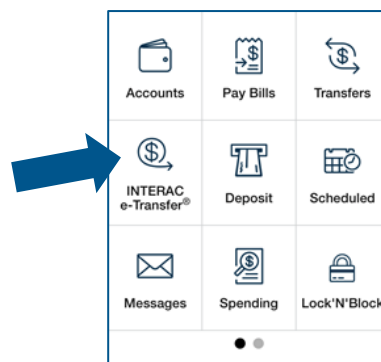 Accounts
Pay Bills
Transfers
INTERAC
e-Transfer®
Deposit
Scheduled
Messages
Spending
Lock'N'Block